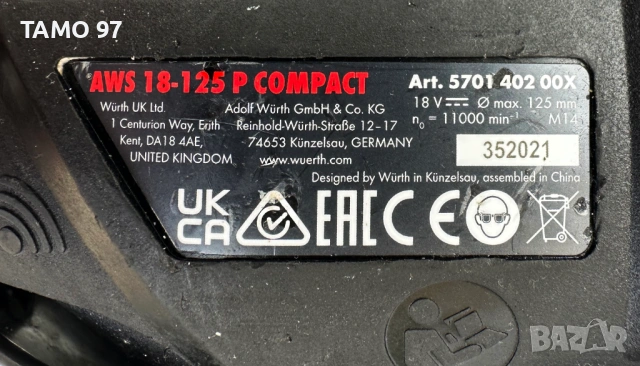 TAMO 97
AWS 18-125 P COMPACT
Art. 5701 402 00X
Würth UK Ltd.
1 Centurion Way, Erith
Kent, DA18 4AE,
UNITED KINGDOM
Adolf Würth GmbH & Co. KG
Reinhold-Würth-Straße 12–17
74653 Künzelsau, GERMANY
www.wuerth.com
18 V Ø max. 125 mm
n₀ = 11000 min⁻¹ M14
352021
Designed by Würth in Künzelsau, assembled in China
UK
CA
EAC
CE
BAZAR